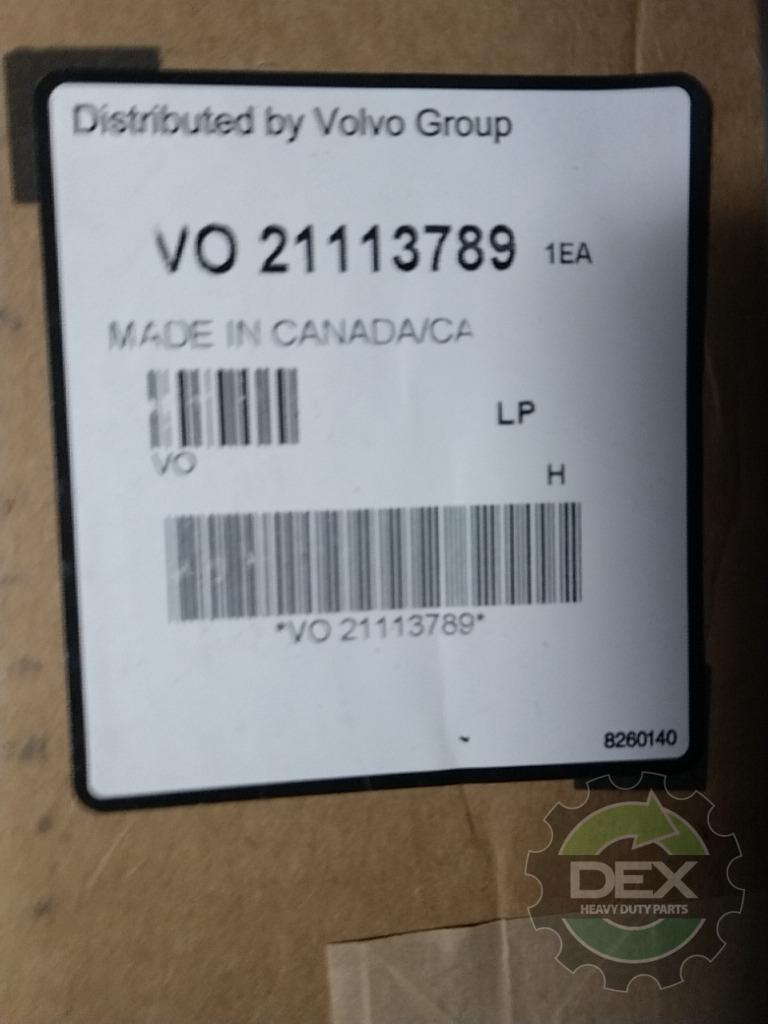 Distributed by Volvo Group
VO 21113789 1EA
MADE IN CANADA/CA
LP
VO
H
*VO 21113789*
8260140
DEX
HEAVY DUTY PARTS